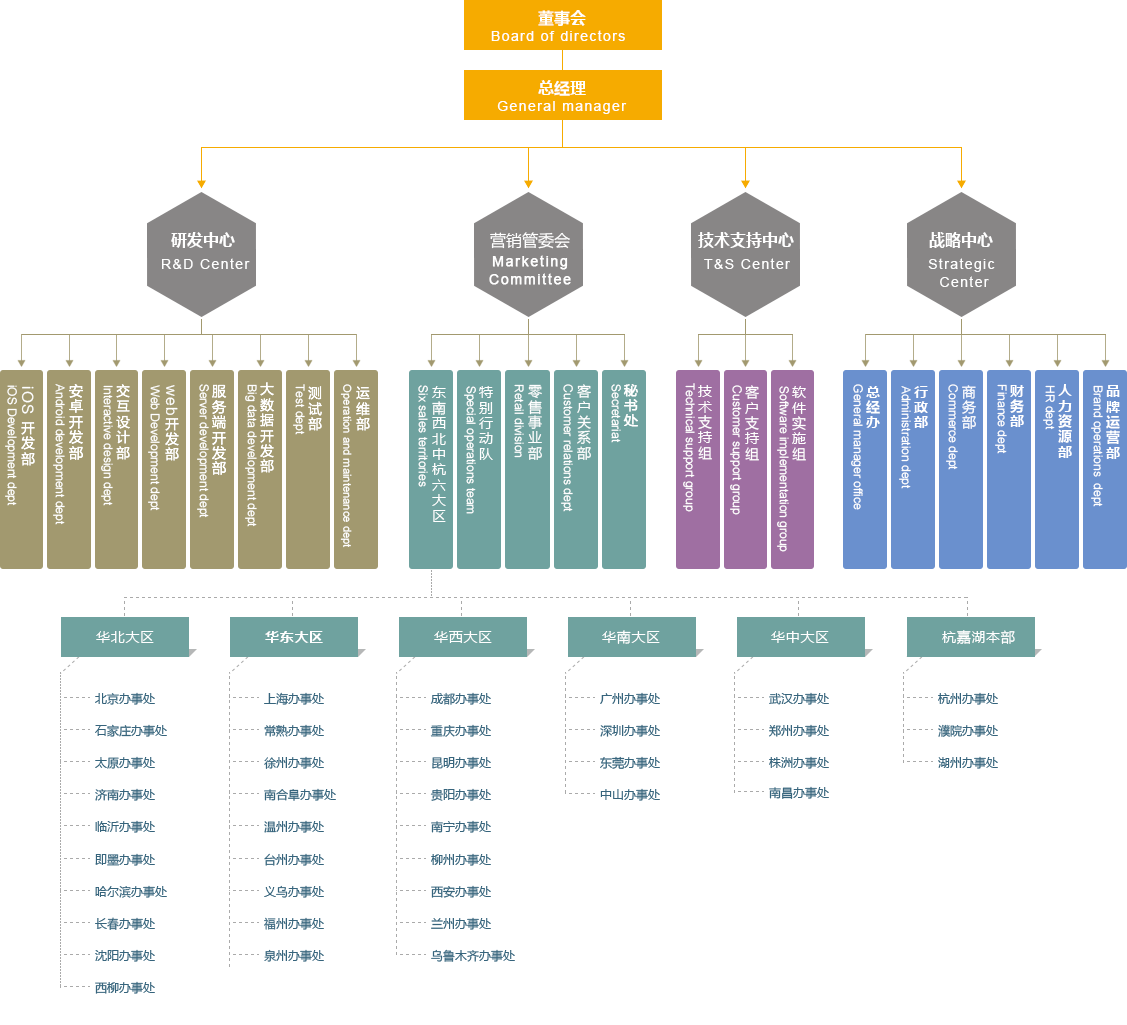 董事会
Board of directors
总经理
General manager
研发中心
R&D Center
营销管委会
Marketing
Committee
技术支持中心
T&S Center
战略中心
Strategic
Center
iOS 开发部
iOS Development dept
安卓开发部
Android development dept
交互设计部
Interactive design dept
Web开发部
Web Development dept
服务端开发部
Server development dept
大数据开发部
Big data development dept
测试部
Test dept
运维部
Operation and maintenance dept
东南西北中杭六大区
Six sales territories
特别行动队
Special operations team
零售事业部
Retail division
客户关系部
Customer relations dept
秘书处
Secretariat
技术支持组
Technical support group
客户支持组
Customer support group
软件实施组
Software implementation group
总经办
General manager office
行政部
Administration dept
商务部
Commerce dept
财务部
Finance dept
人力资源部
HR dept
品牌运营部
Brand operations dept
华北大区
华东大区
华西大区
华南大区
华中大区
杭嘉湖本部
北京办事处
石家庄办事处
太原办事处
济南办事处
临沂办事处
即墨办事处
哈尔滨办事处
长春办事处
沈阳办事处
西柳办事处
上海办事处
常熟办事处
徐州办事处
南合阜办事处
温州办事处
台州办事处
义乌办事处
福州办事处
泉州办事处
成都办事处
重庆办事处
昆明办事处
贵阳办事处
南宁办事处
柳州办事处
西安办事处
兰州办事处
乌鲁木齐办事处
广州办事处
深圳办事处
东莞办事处
中山办事处
武汉办事处
郑州办事处
株洲办事处
南昌办事处
杭州办事处
濮院办事处
湖州办事处